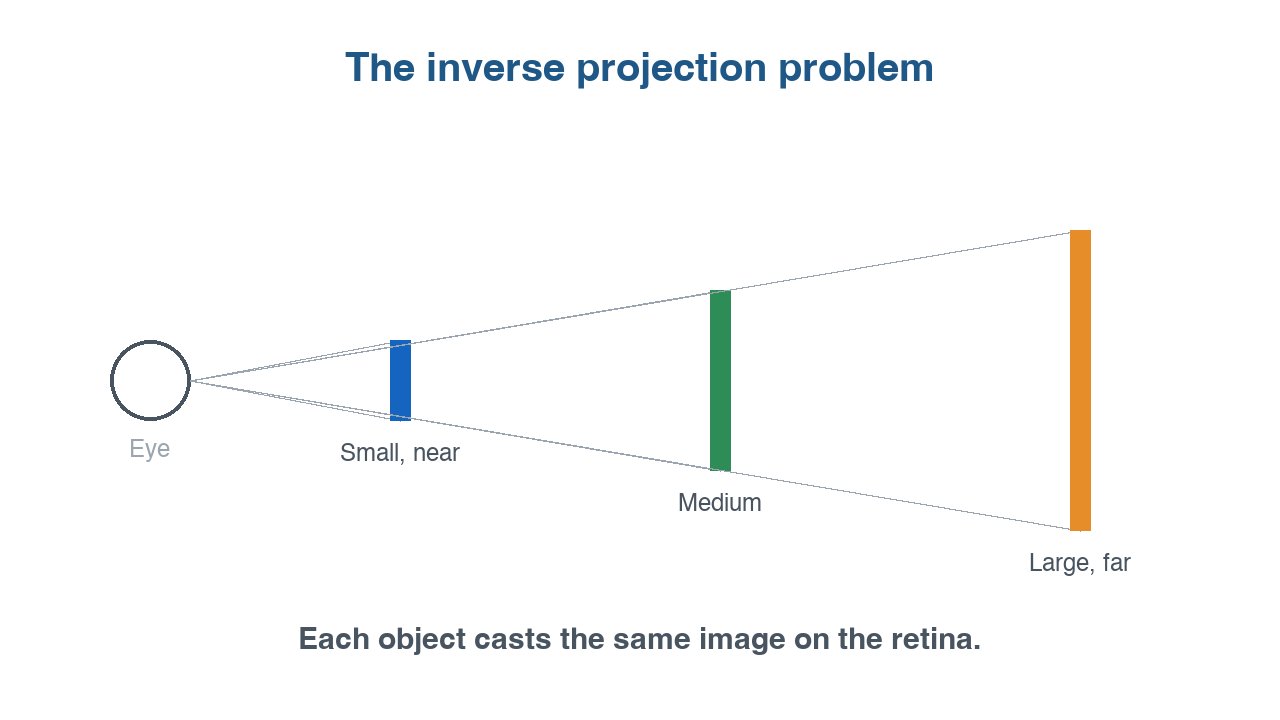 The inverse projection problem
Eye
Small, near
Medium
Large, far
Each object casts the same image on the retina.